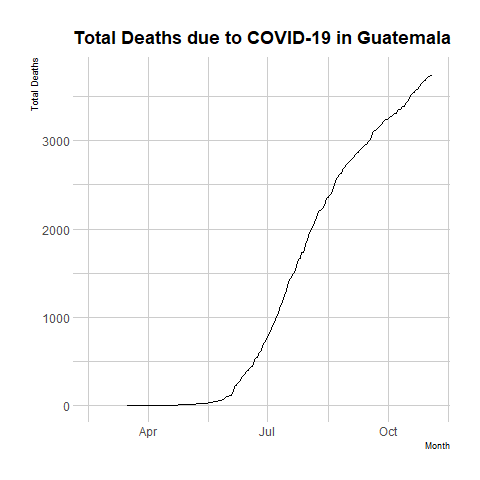 Total Deaths due to COVID-19 in Guatemala
Total Deaths
3000
2000
1000
0
Apr Jul Oct
Month